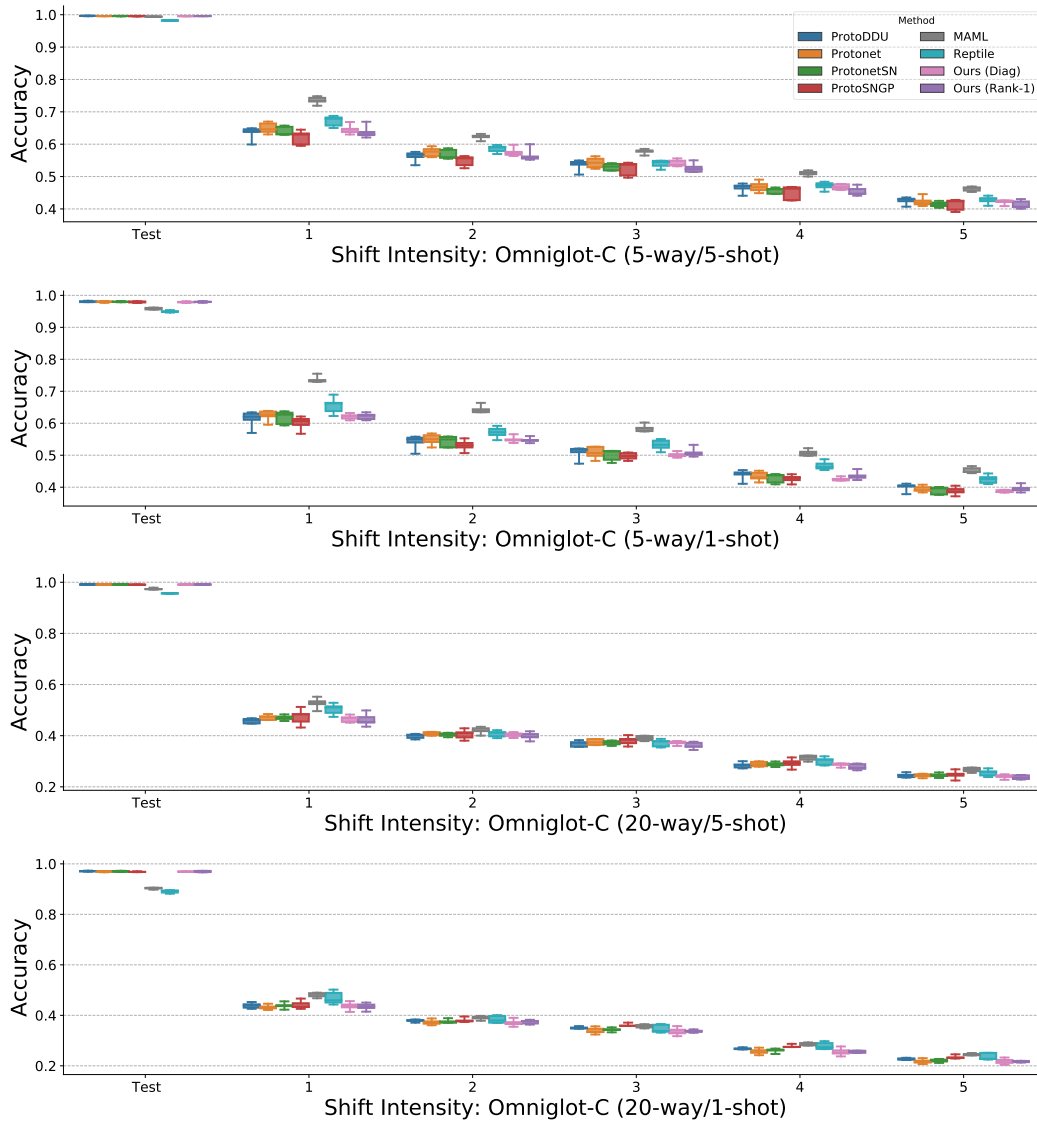 Method
ProtoDDU
Protonet
ProtonetSN
ProtoSNGP
MAML
Reptile
Ours (Diag)
Ours (Rank-1)
Accuracy
1.0
0.9
0.8
0.7
0.6
0.5
0.4
Test 1 2 3 4 5
Shift Intensity: Omniglot-C (5-way/5-shot)
Accuracy
1.0
0.9
0.8
0.7
0.6
0.5
0.4
Test 1 2 3 4 5
Shift Intensity: Omniglot-C (5-way/1-shot)
Accuracy
1.0
0.8
0.6
0.4
0.2
Test 1 2 3 4 5
Shift Intensity: Omniglot-C (20-way/5-shot)
Accuracy
1.0
0.8
0.6
0.4
0.2
Test 1 2 3 4 5
Shift Intensity: Omniglot-C (20-way/1-shot)